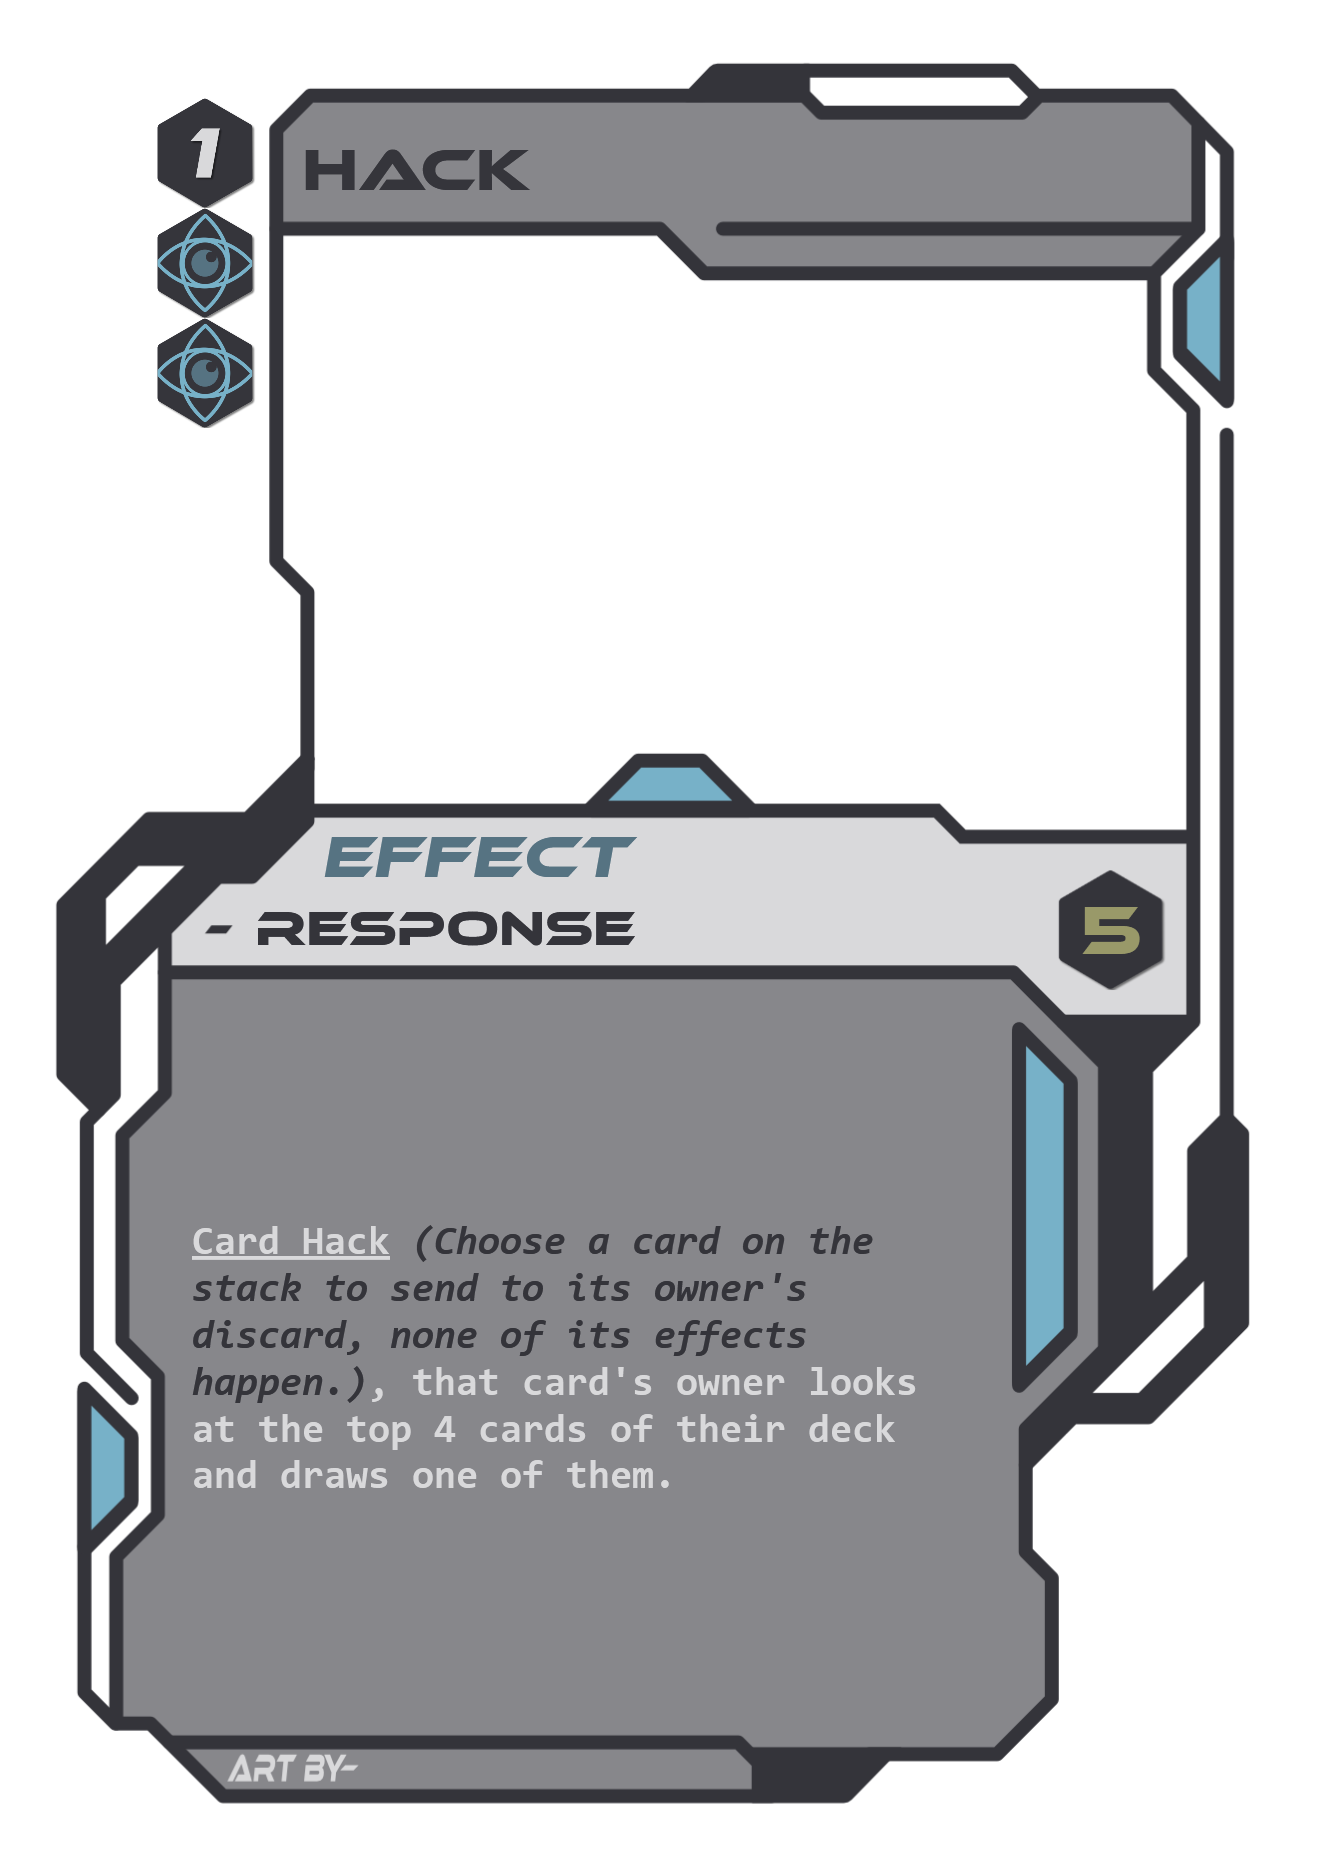 1
HACK
EFFECT
- RESPONSE
5
Card Hack (Choose a card on the
stack to send to its owner's
discard, none of its effects
happen.), that card's owner looks
at the top 4 cards of their deck
and draws one of them.
ART BY-